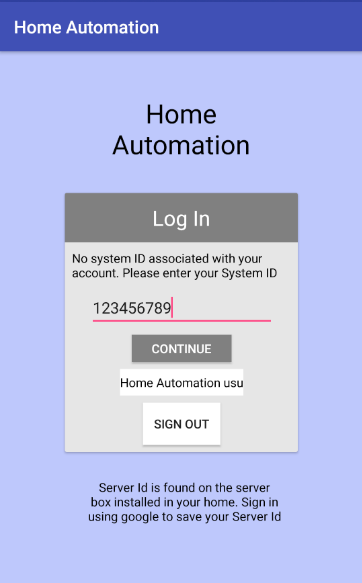 Home Automation
Home
Automation
Log In
No system ID associated with your
account. Please enter your System ID
123456789
CONTINUE
Home Automation usu
SIGN OUT
Server Id is found on the server
box installed in your home. Sign in
using google to save your Server Id